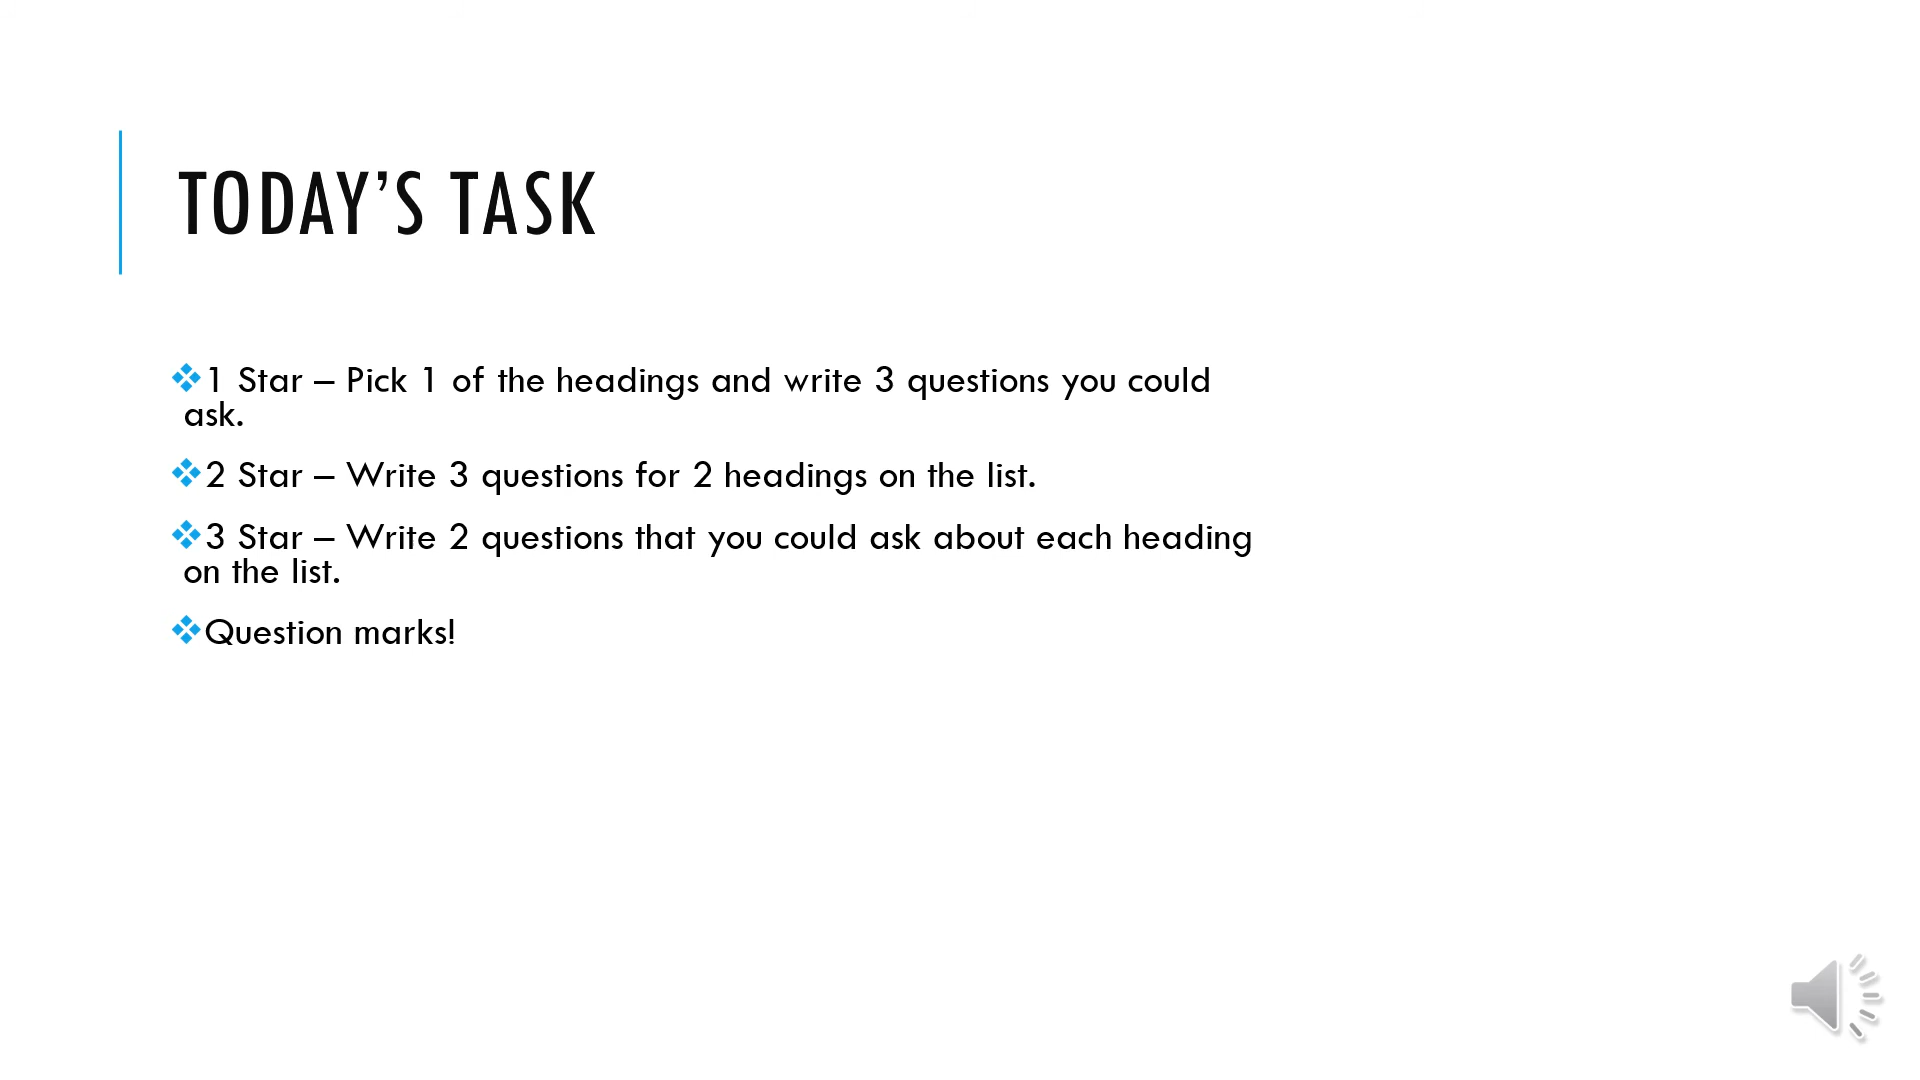 TODAY’S TASK
❖1 Star – Pick 1 of the headings and write 3 questions you could
ask.
❖2 Star – Write 3 questions for 2 headings on the list.
❖3 Star – Write 2 questions that you could ask about each heading
on the list.
❖Question marks!